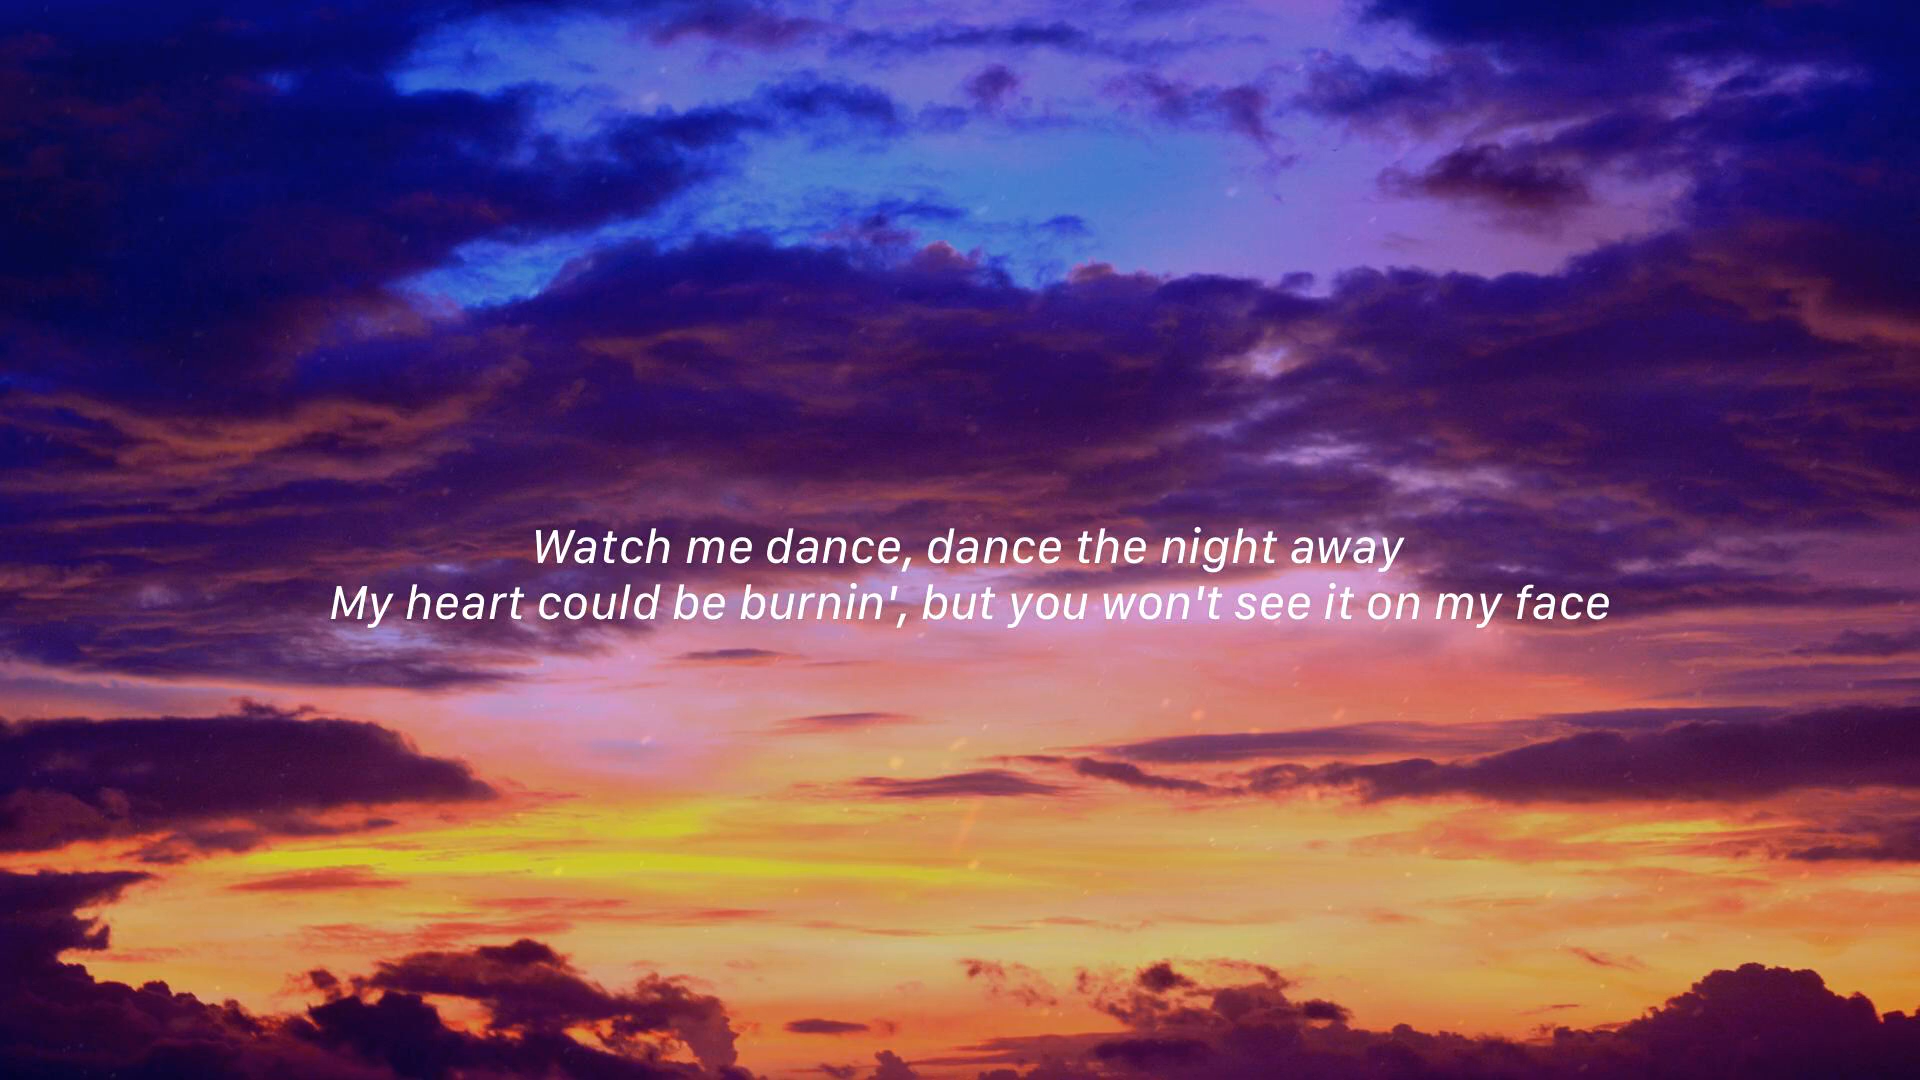 Watch me dance, dance the night away
My heart could be burnin', but you won't see it on my face